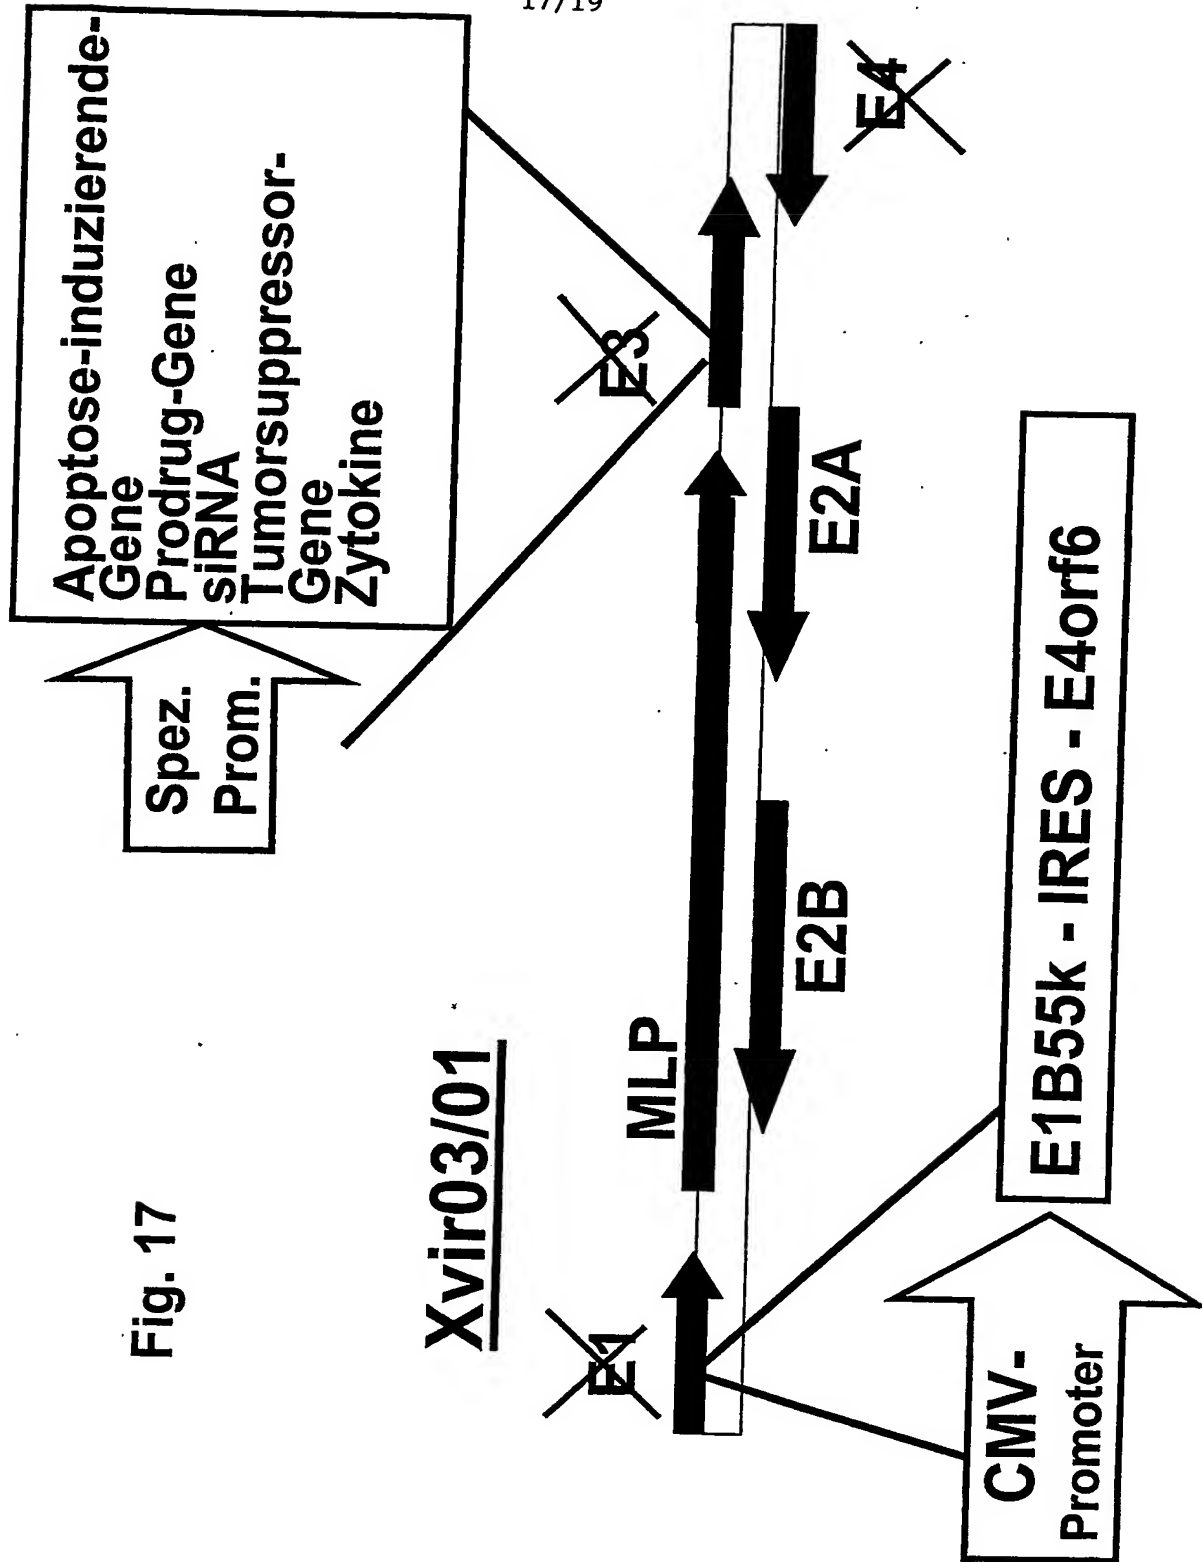 17/19
Fig. 17
Xvir03/01
Spez.
Prom.
Apoptose-induzierende-
Gene
Prodrug-Gene
siRNA
Tumorsuppressor-
Gene
Zytokine
E1
MLP
E3
E4
E2B
E2A
CMV-
Promoter
E1B55k - IRES - E4orf6